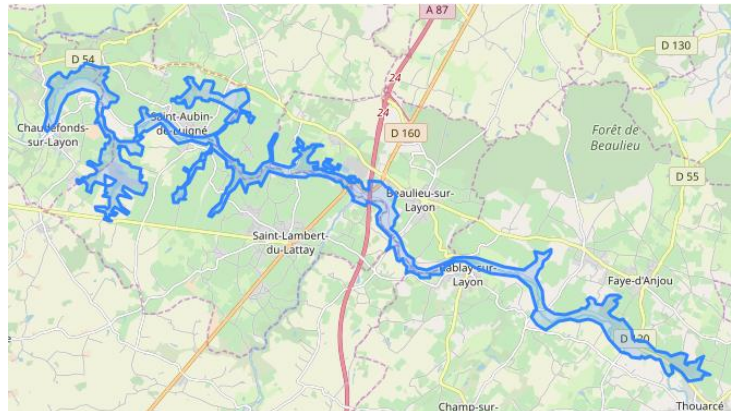 A 87
D 54
D 130
24
24
Saint-Aubin-
de-Luigné
Chaudefonds-
sur-Layon
D 160
Forêt de
Beaulieu
D 55
Beaulieu-sur-
Layon
Saint-Lambert-
du-Lattay
Rablay-sur-
Layon
Faye-d'Anjou
D 120
Champ-sur-
Thouarcé